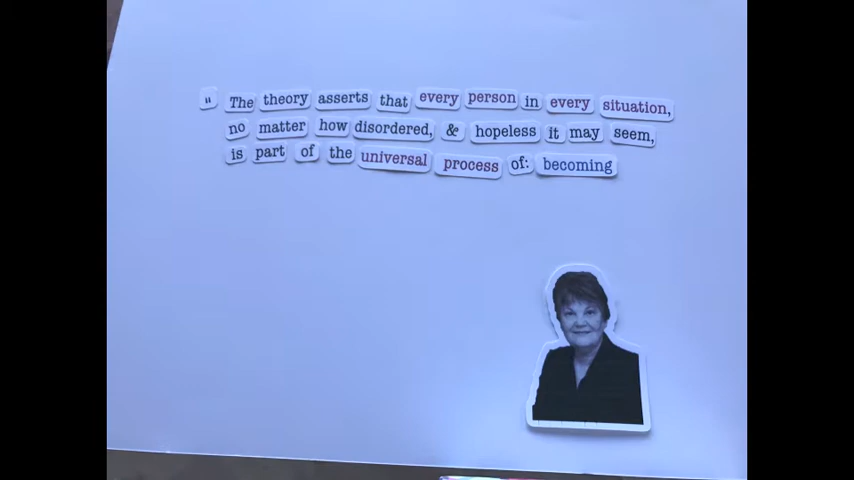 " The theory asserts that every person in every situation,
no matter how disordered, & hopeless it may seem,
is part of the universal process of: becoming